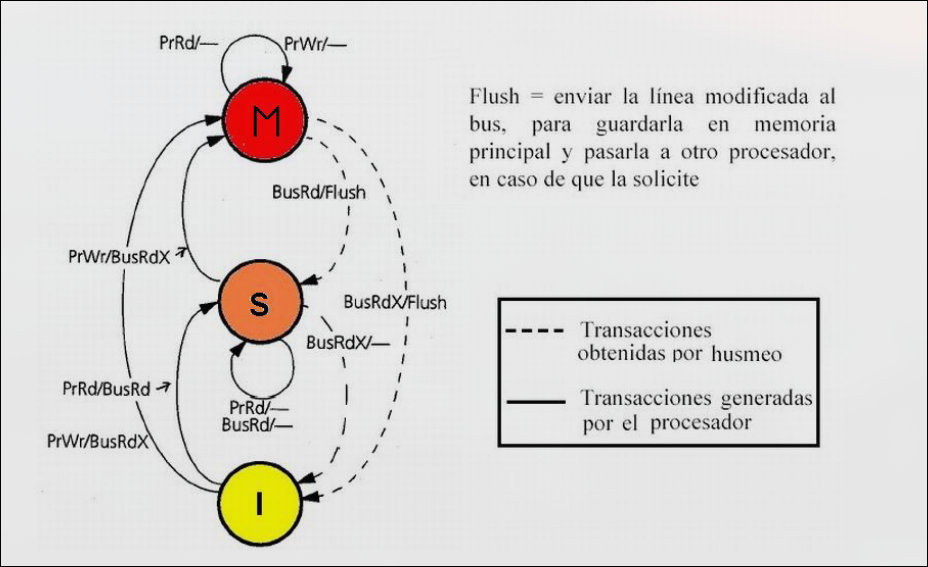 PrRd/—
PrWr/—
M
Flush = enviar la línea modificada al
bus, para guardarla en memoria
principal y pasarla a otro procesador,
en caso de que la solicite
BusRd/Flush
PrWr/BusRdX
S
BusRdX/Flush
BusRdX/—
PrRd/BusRd
PrRd/—
BusRd/—
PrWr/BusRdX
I
Transacciones
obtenidas por husmeo
Transacciones generadas
por el procesador